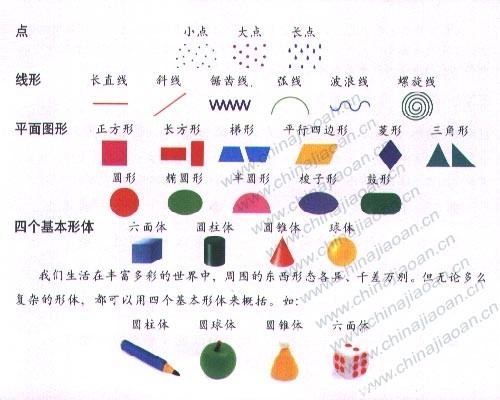 点
小点 大点 长点
线形 长直线 斜线 锯齿线 弧线 波浪线 螺旋线
平面图形 正方形 长方形 梯形 平行四边形 菱形 三角形
圆形 椭圆形 半圆形 梭子形 鼓形
四个基本形体 六面体 圆柱体 圆锥体 球体
我们生活在丰富多彩的世界中，周围的东西形态各异、千差万别。但无论多么
复杂的形体，都可以用四个基本形体来概括。如：
圆柱体 圆球体 圆锥体 六面体
www.chinajiaoan.cn
www.chinajiaoan.cn
www.chinajiaoan.cn
www.chinajiaoan.cn